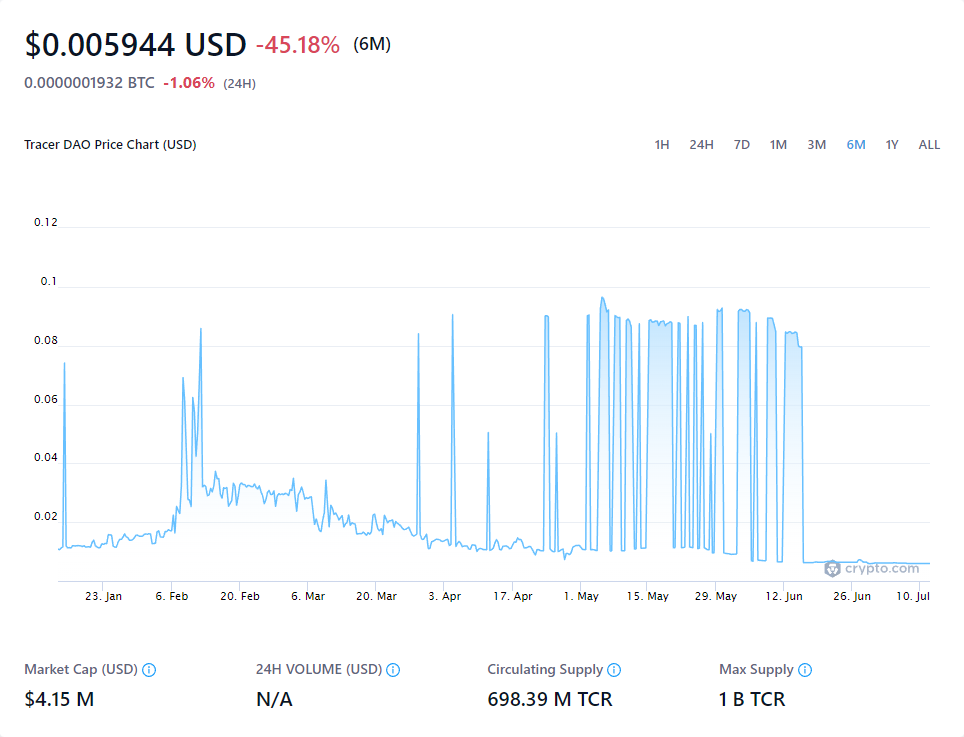 $0.005944 USD -45.18% (6M)
0.0000001932 BTC -1.06% (24H)
Tracer DAO Price Chart (USD) 1H 24H 7D 1M 3M 6M 1Y ALL
0.12
0.1
0.08
0.06
0.04
0.02
crypto.com
23. Jan 6. Feb 20. Feb 6. Mar 20. Mar 3. Apr 17. Apr 1. May 15. May 29. May 12. Jun 26. Jun 10. Jul
Market Cap (USD) 24H VOLUME (USD) Circulating Supply Max Supply
$4.15 M N/A 698.39 M TCR 1 B TCR